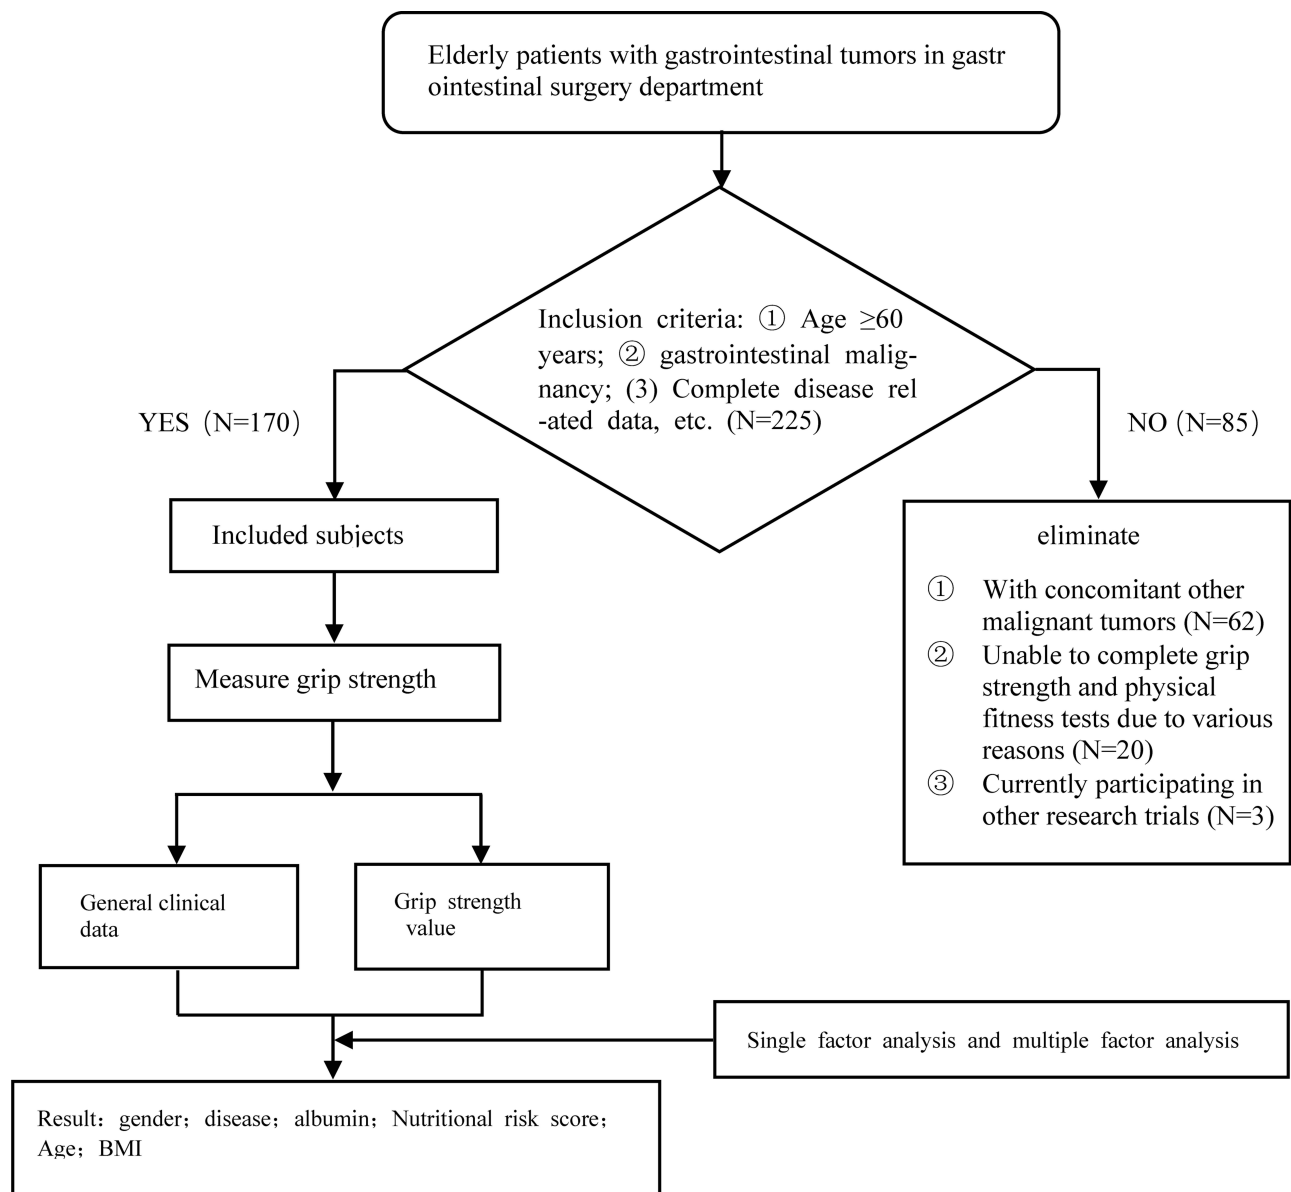 Elderly patients with gastrointestinal tumors in gastr
ointestinal surgery department
Inclusion criteria: ① Age ≥60
years; ② gastrointestinal malig-
nancy; (3) Complete disease rel
-ated data, etc. (N=225)
YES (N=170)
NO (N=85)
Included subjects
eliminate
① With concomitant other
malignant tumors (N=62)
② Unable to complete grip
strength and physical
fitness tests due to various
reasons (N=20)
③ Currently participating in
other research trials (N=3)
Measure grip strength
General clinical
data
Grip strength
value
Single factor analysis and multiple factor analysis
Result：gender；disease；albumin；Nutritional risk score；
Age；BMI